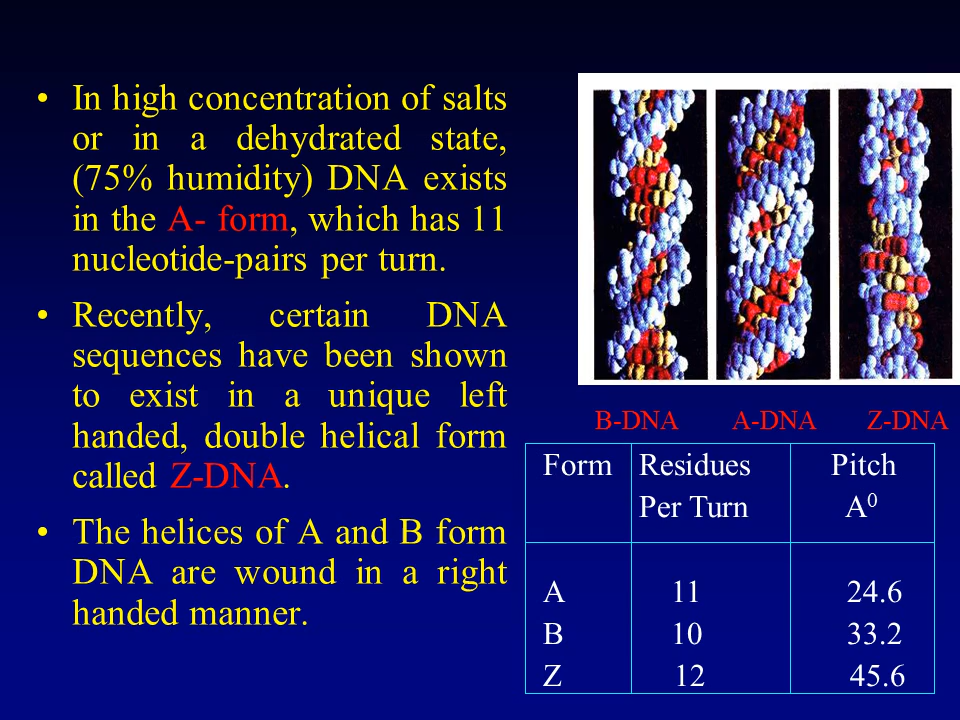 • In high concentration of salts
or in a dehydrated state,
(75% humidity) DNA exists
in the A- form, which has 11
nucleotide-pairs per turn.
• Recently, certain DNA
sequences have been shown
to exist in a unique left
handed, double helical form
called Z-DNA.
• The helices of A and B form
DNA are wound in a right
handed manner.
B-DNA A-DNA Z-DNA
Form Residues Pitch
Per Turn A⁰
A 11 24.6
B 10 33.2
Z 12 45.6